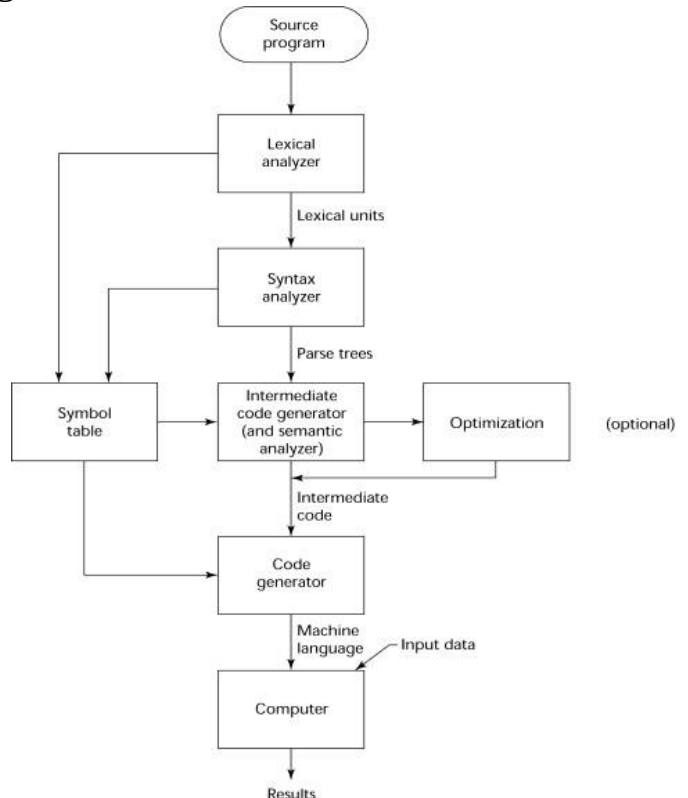 Source
program
Lexical
analyzer
Lexical units
Syntax
analyzer
Parse trees
Symbol
table
Intermediate
code generator
(and semantic
analyzer)
Optimization
(optional)
Intermediate
code
Code
generator
Machine
language
Input data
Computer
Results